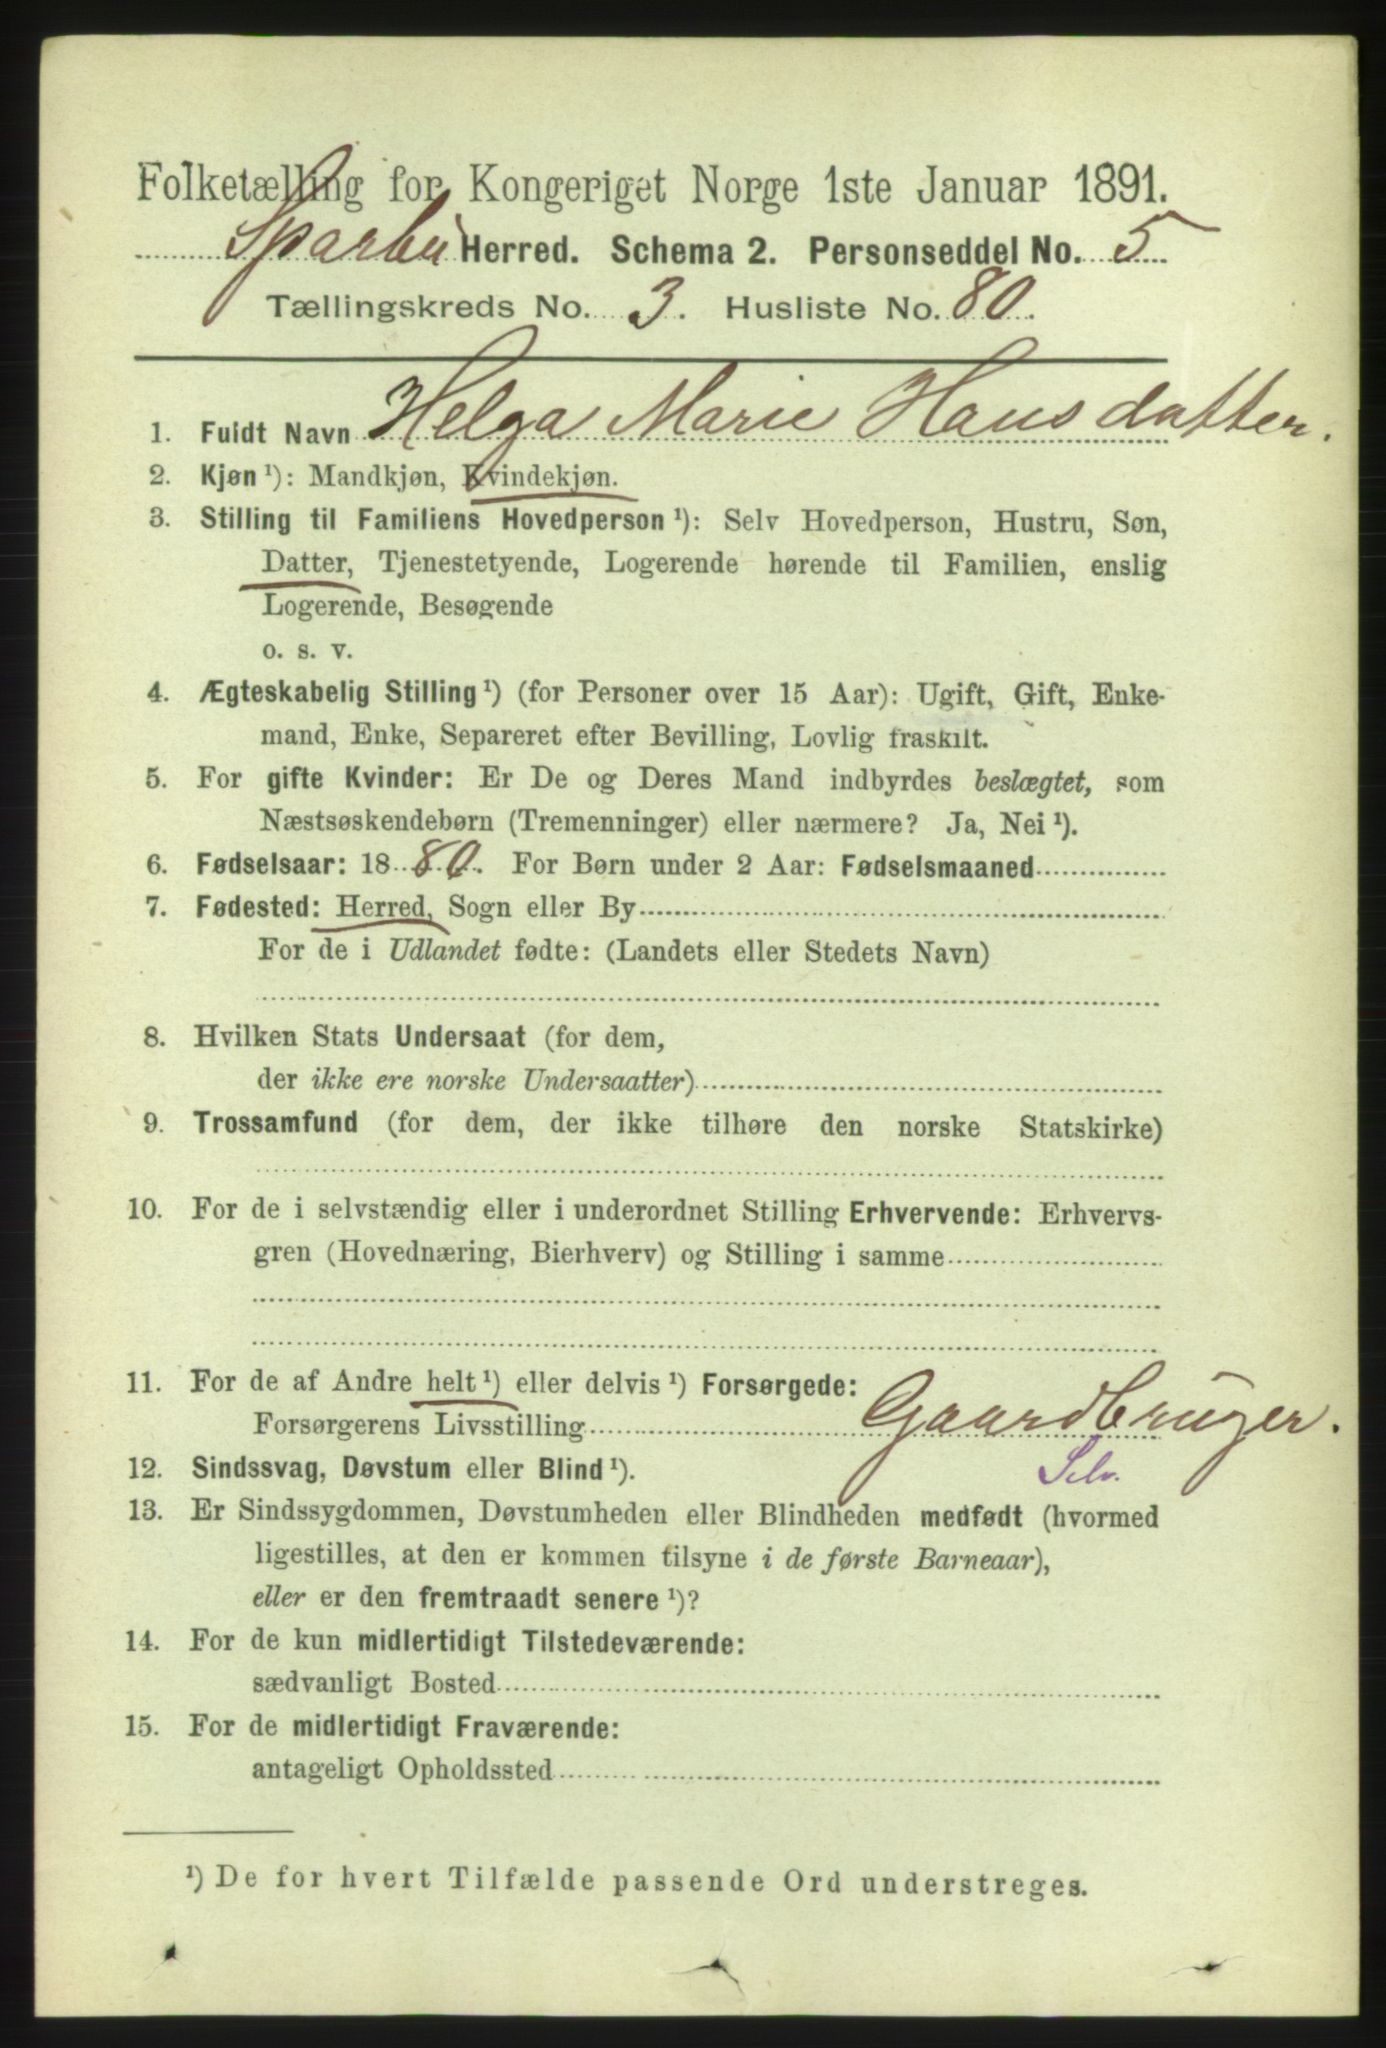 Folketælling for Kongeriget Norge 1ste Januar 1891.
Sparbu Herred. Schema 2. Personseddel No. 5
Tællingskreds No. 3. Husliste No. 80.
1. Fuldt Navn Helga Marie Hansdatter.
2. Kjøn ¹): Mandkjøn, Kvindekjøn.
3. Stilling til Familiens Hovedperson ¹): Selv Hovedperson, Hustru, Søn,
Datter, Tjenestetyende, Logerende hørende til Familien, enslig
Logerende, Besøgende
o. s. v.
4. Ægteskabelig Stilling ¹) (for Personer over 15 Aar): Ugift, Gift, Enke-
mand, Enke, Separeret efter Bevilling, Lovlig fraskilt.
5. For gifte Kvinder: Er De og Deres Mand indbyrdes beslægtet, som
Næstsøskendebørn (Tremenninger) eller nærmere? Ja, Nei ¹).
6. Fødselsaar: 1880. For Børn under 2 Aar: Fødselsmaaned
7. Fødested: Herred, Sogn eller By
For de i Udlandet fødte: (Landets eller Stedets Navn)
8. Hvilken Stats Undersaat (for dem,
der ikke ere norske Undersaatter)
9. Trossamfund (for dem, der ikke tilhøre den norske Statskirke)
10. For de i selvstændig eller i underordnet Stilling Erhvervende: Erhvervs-
gren (Hovednæring, Bierhverv) og Stilling i samme
11. For de af Andre helt ¹) eller delvis ¹) Forsørgede:
Forsørgerens Livsstilling Gaardbruger.
Selv.
12. Sindssvag, Døvstum eller Blind ¹).
13. Er Sindssygdommen, Døvstumheden eller Blindheden medfødt (hvormed
ligestilles, at den er kommen tilsyne i de første Barneaar),
eller er den fremtraadt senere ¹)?
14. For de kun midlertidigt Tilstedeværende:
sædvanligt Bosted
15. For de midlertidigt Fraværende:
antageligt Opholdssted
¹) De for hvert Tilfælde passende Ord understreges.